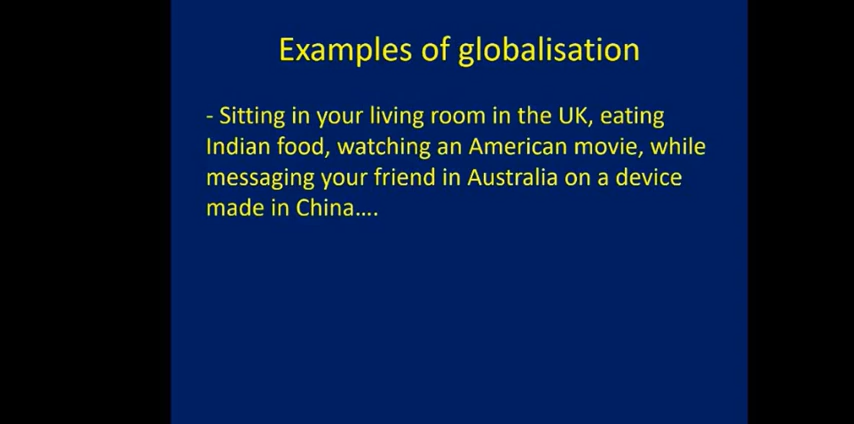 Examples of globalisation
- Sitting in your living room in the UK, eating
Indian food, watching an American movie, while
messaging your friend in Australia on a device
made in China....